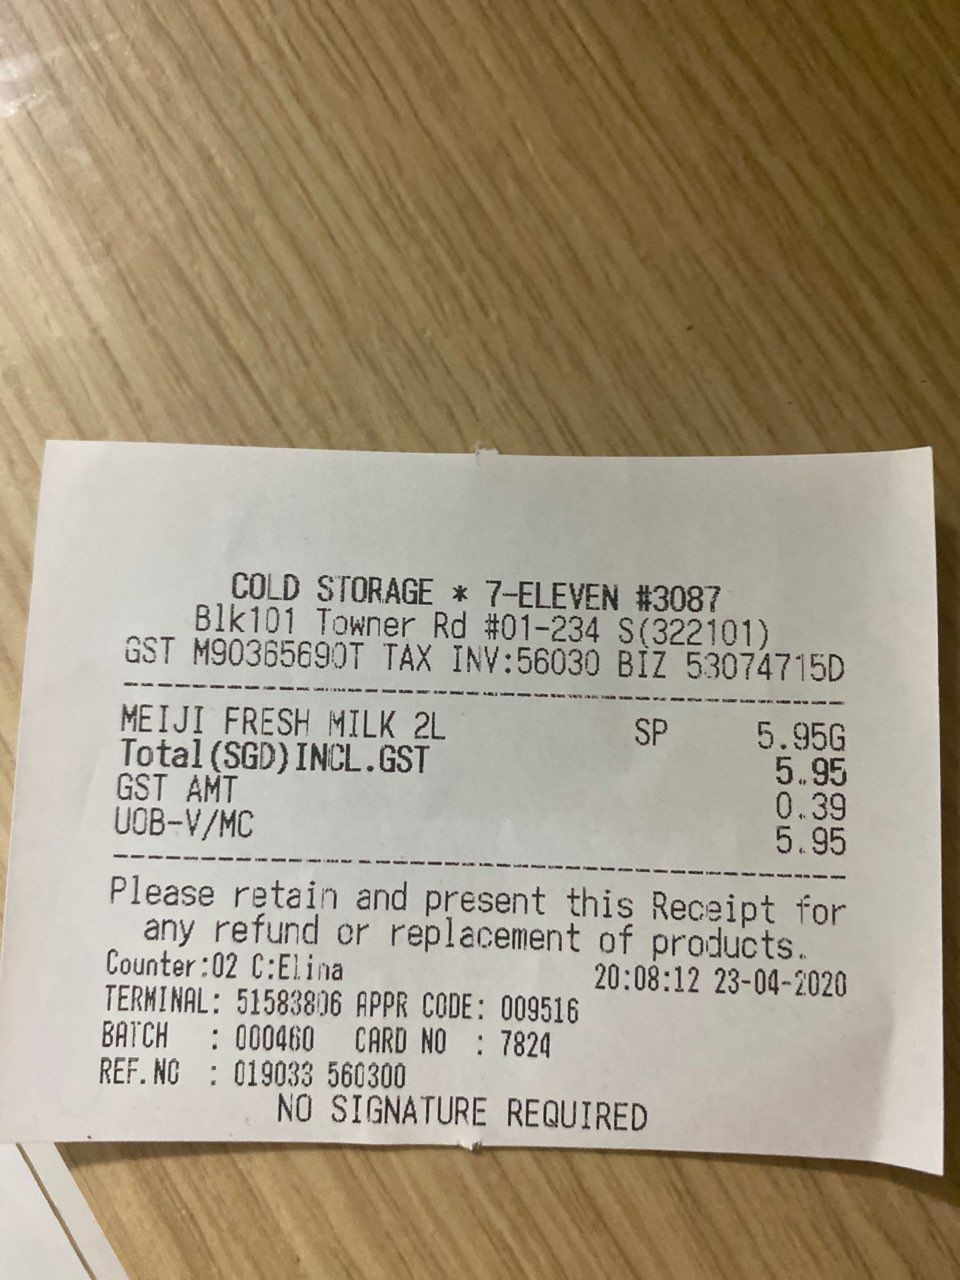 COLD STORAGE * 7-ELEVEN #3087
Blk101 Towner Rd #01-234 S(322101)
GST M90365690T TAX INV:56030 BIZ 53074715D
MEIJI FRESH MILK 2L SP 5.95G
Total(SGD)INCL.GST 5.95
GST AMT 0.39
UOB-V/MC 5.95
Please retain and present this Receipt for
any refund or replacement of products.
Counter:02 C:Elina 20:08:12 23-04-2020
TERMINAL: 51583806 APPR CODE: 009516
BATCH : 000460 CARD NO : 7824
REF.NO : 019033 560300
NO SIGNATURE REQUIRED